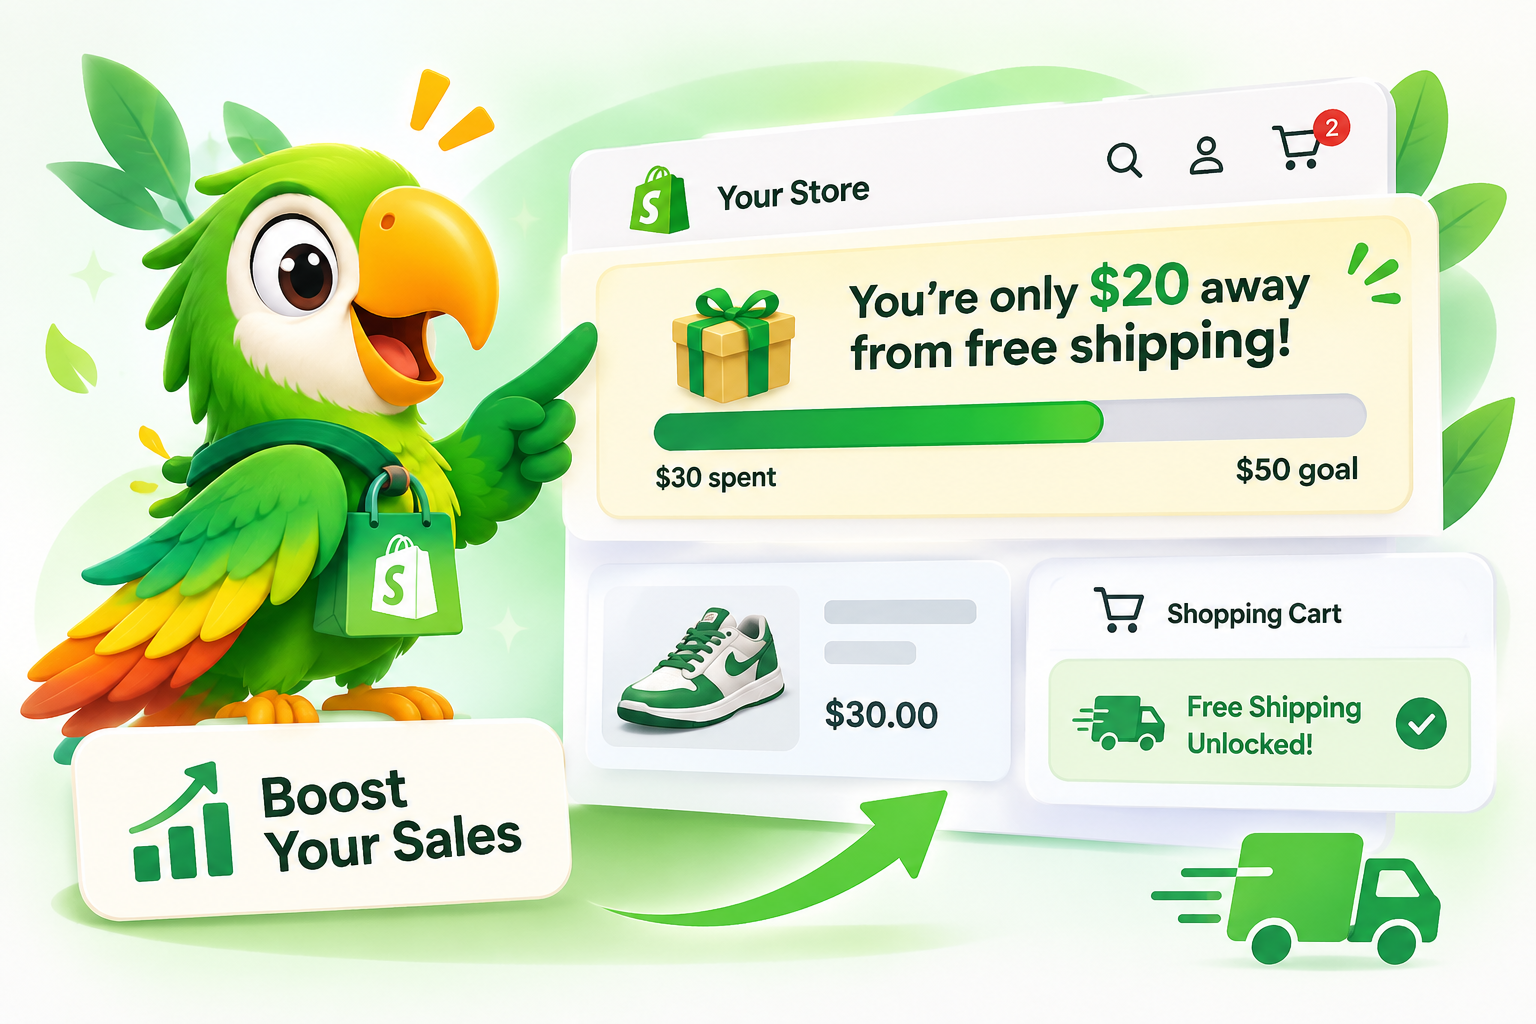 Your Store
2
You're only $20 away
from free shipping!
$30 spent
$50 goal
S
S
$30.00
Shopping Cart
Free Shipping
Unlocked!
Boost
Your Sales